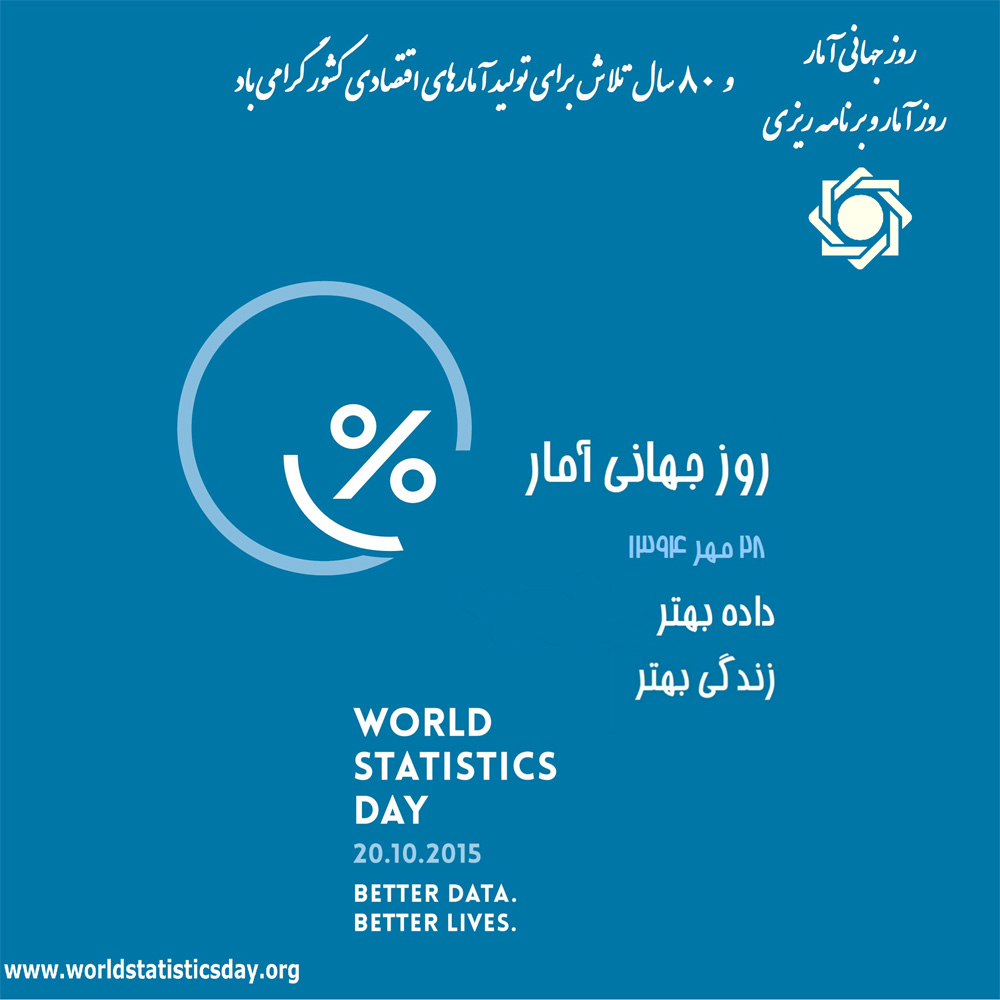 روز جهانی آمار
روز آمار و برنامه ریزی
و ۸۰ سال تلاش برای تولید آمارهای اقتصادی کشور گرامی باد
%
روز جهانی آمار
۲۸ مهر ۱۳۹۴
داده بهتر
زندگی بهتر
WORLD
STATISTICS
DAY
20.10.2015
BETTER DATA.
BETTER LIVES.
www.worldstatisticsday.org